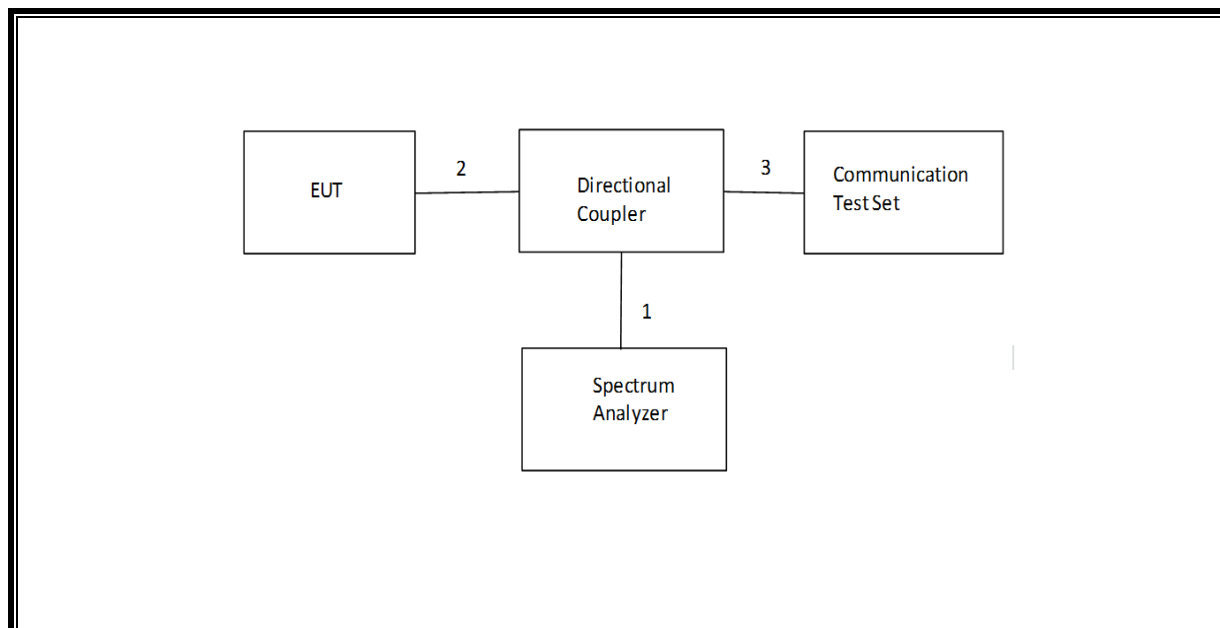 EUT
2
Directional
Coupler
3
Communication
Test Set
1
Spectrum
Analyzer